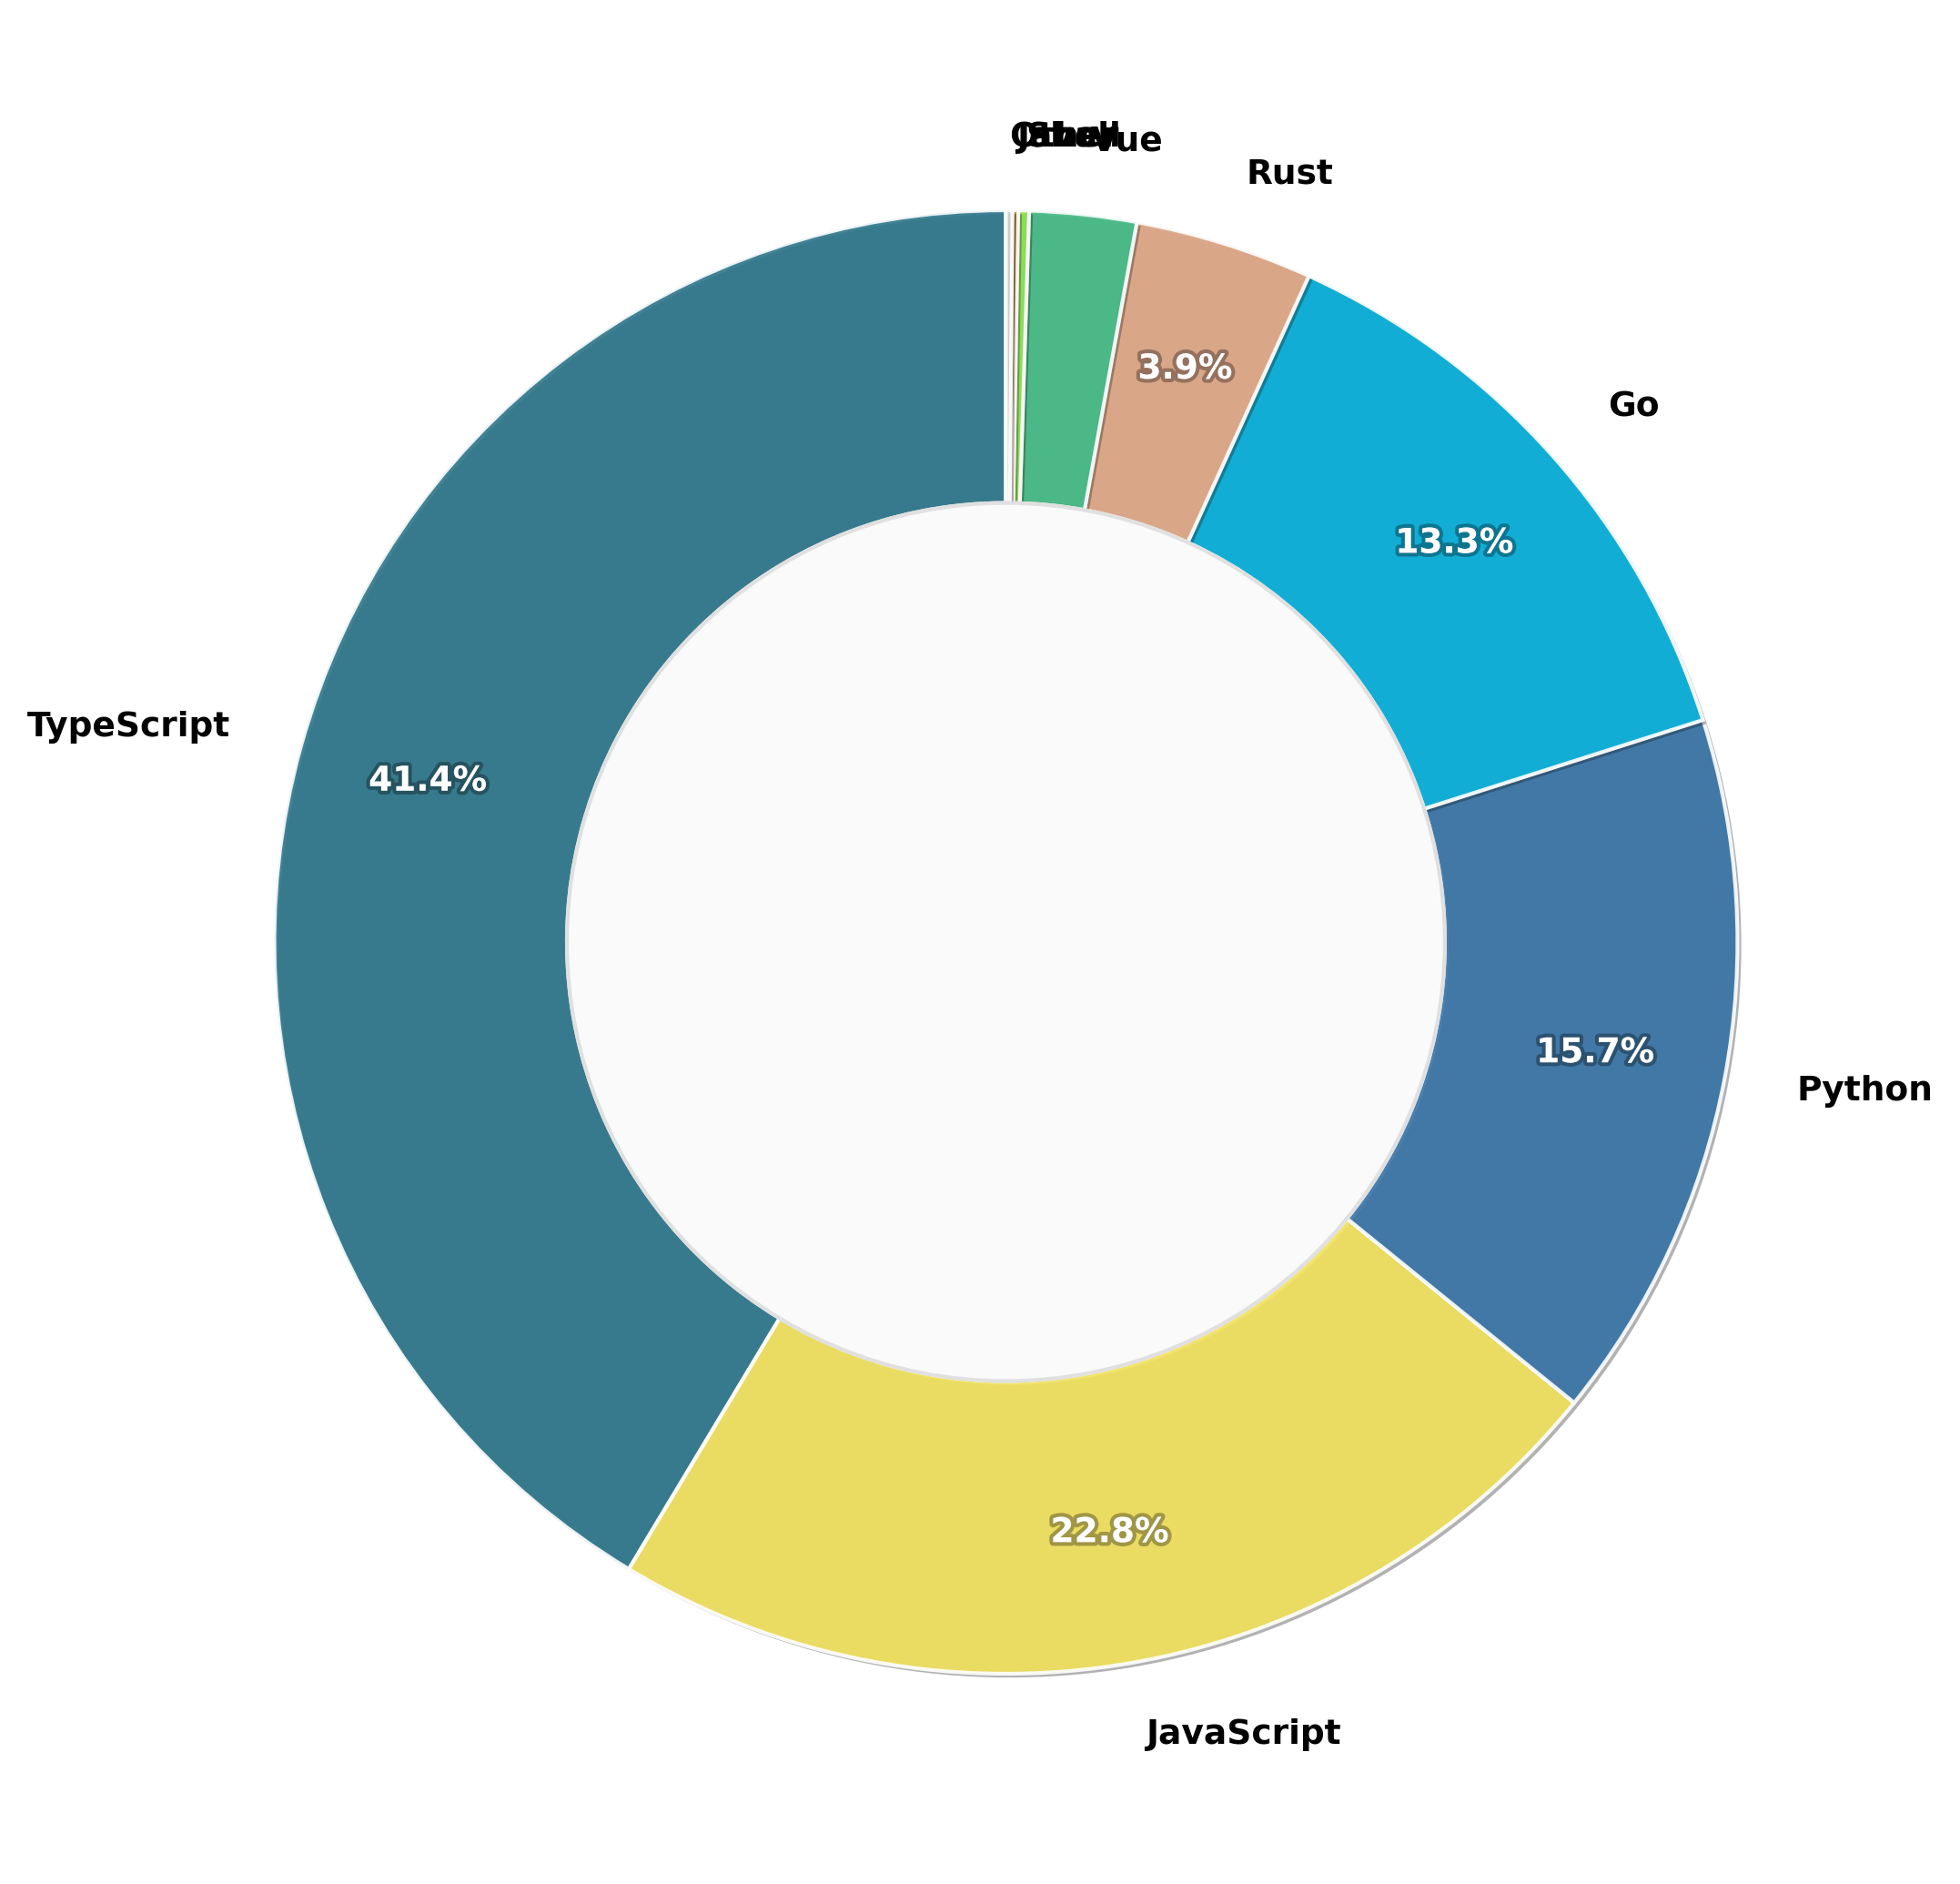 Vue
Rust
3.9%
Go
13.3%
TypeScript
41.4%
15.7%
Python
22.8%
JavaScript